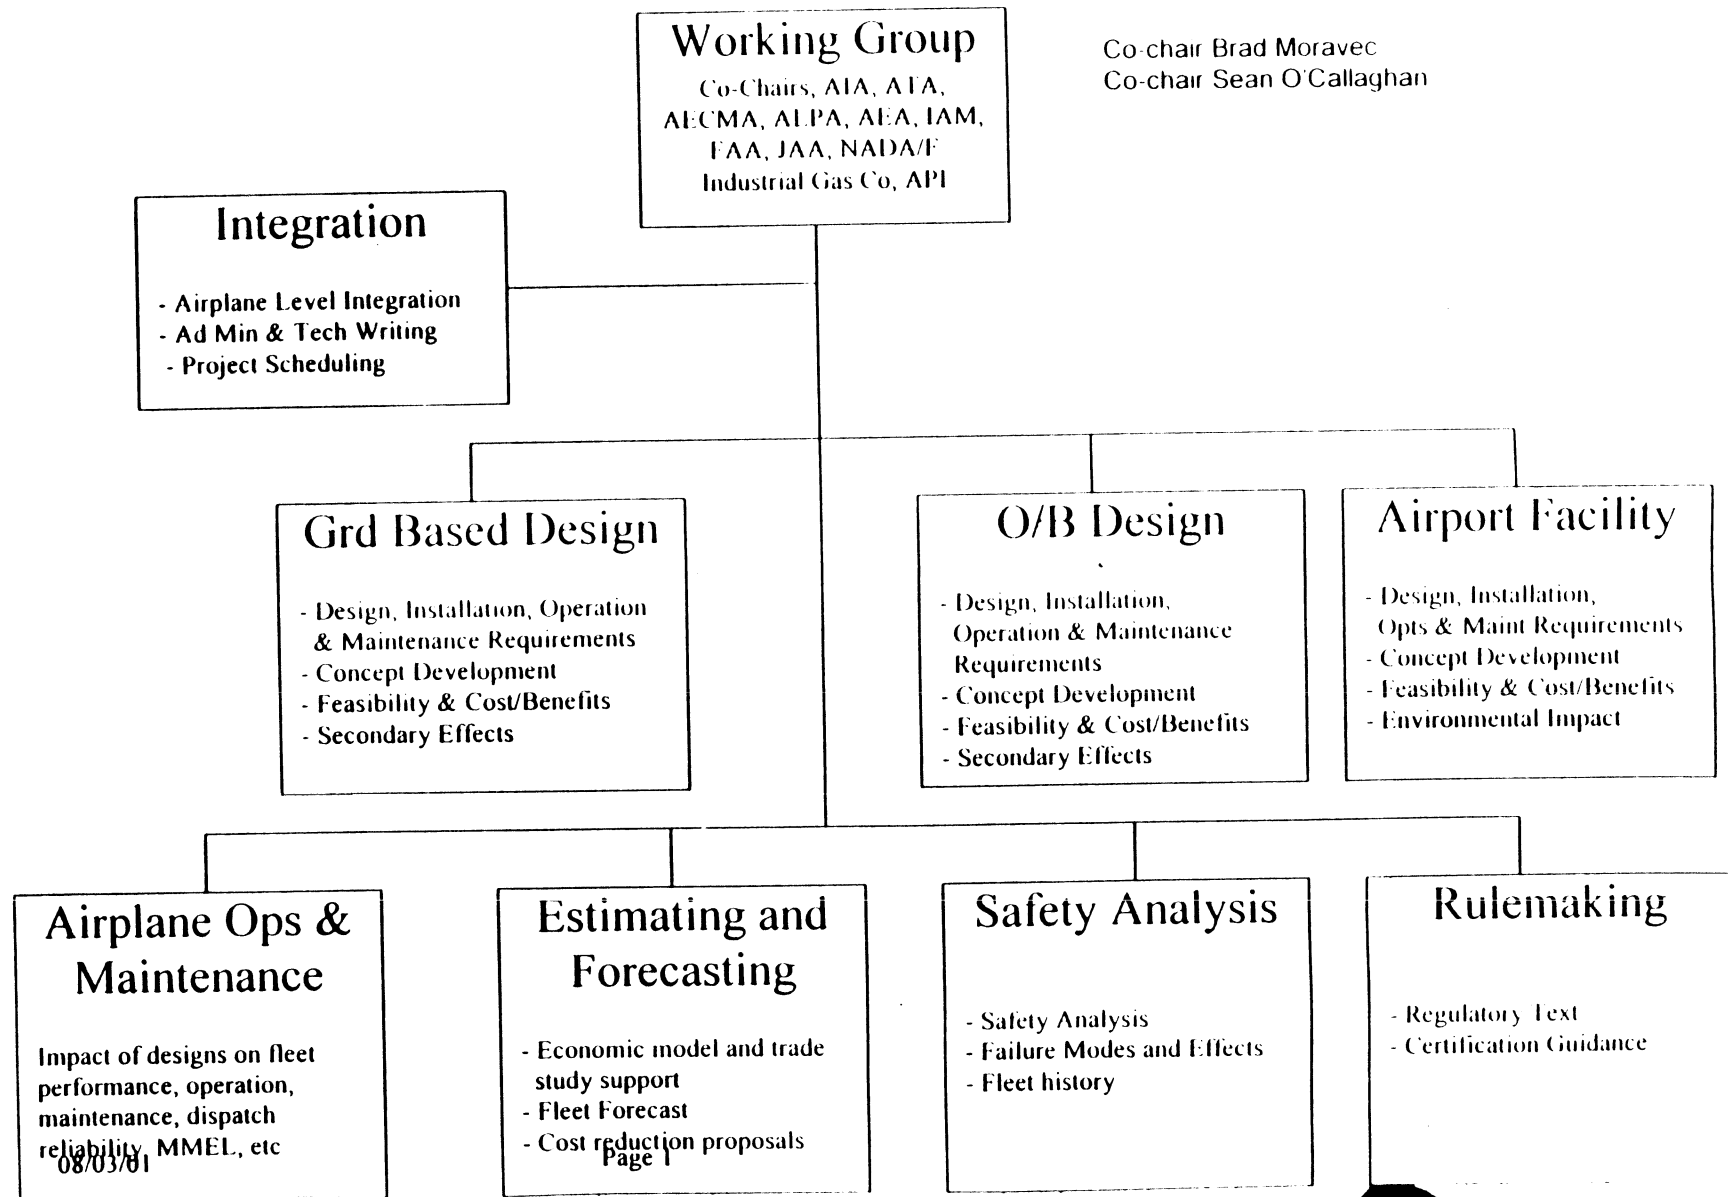 Working Group
Co-Chairs, AIA, ATA,
AECMA, ALPA, AEA, IAM,
FAA, JAA, NADA/F
Industrial Gas Co, API
Co-chair Brad Moravec
Co-chair Sean O'Callaghan
Integration
- Airplane Level Integration
- Ad Min & Tech Writing
- Project Scheduling
Grd Based Design
- Design, Installation, Operation
& Maintenance Requirements
- Concept Development
- Feasibility & Cost/Benefits
- Secondary Effects
O/B Design
- Design, Installation,
Operation & Maintenance
Requirements
- Concept Development
- Feasibility & Cost/Benefits
- Secondary Effects
Airport Facility
- Design, Installation,
Opts & Maint Requirements
- Concept Development
- Feasibility & Cost/Benefits
- Environmental Impact
Airplane Ops &
Maintenance
Impact of designs on fleet
performance, operation,
maintenance, dispatch
reliability, MMEL, etc
Estimating and
Forecasting
- Economic model and trade
study support
- Fleet Forecast
- Cost reduction proposals
Safety Analysis
- Safety Analysis
- Failure Modes and Effects
- Fleet history
Rulemaking
- Regulatory Text
- Certification Guidance
08/03/01
Page 1